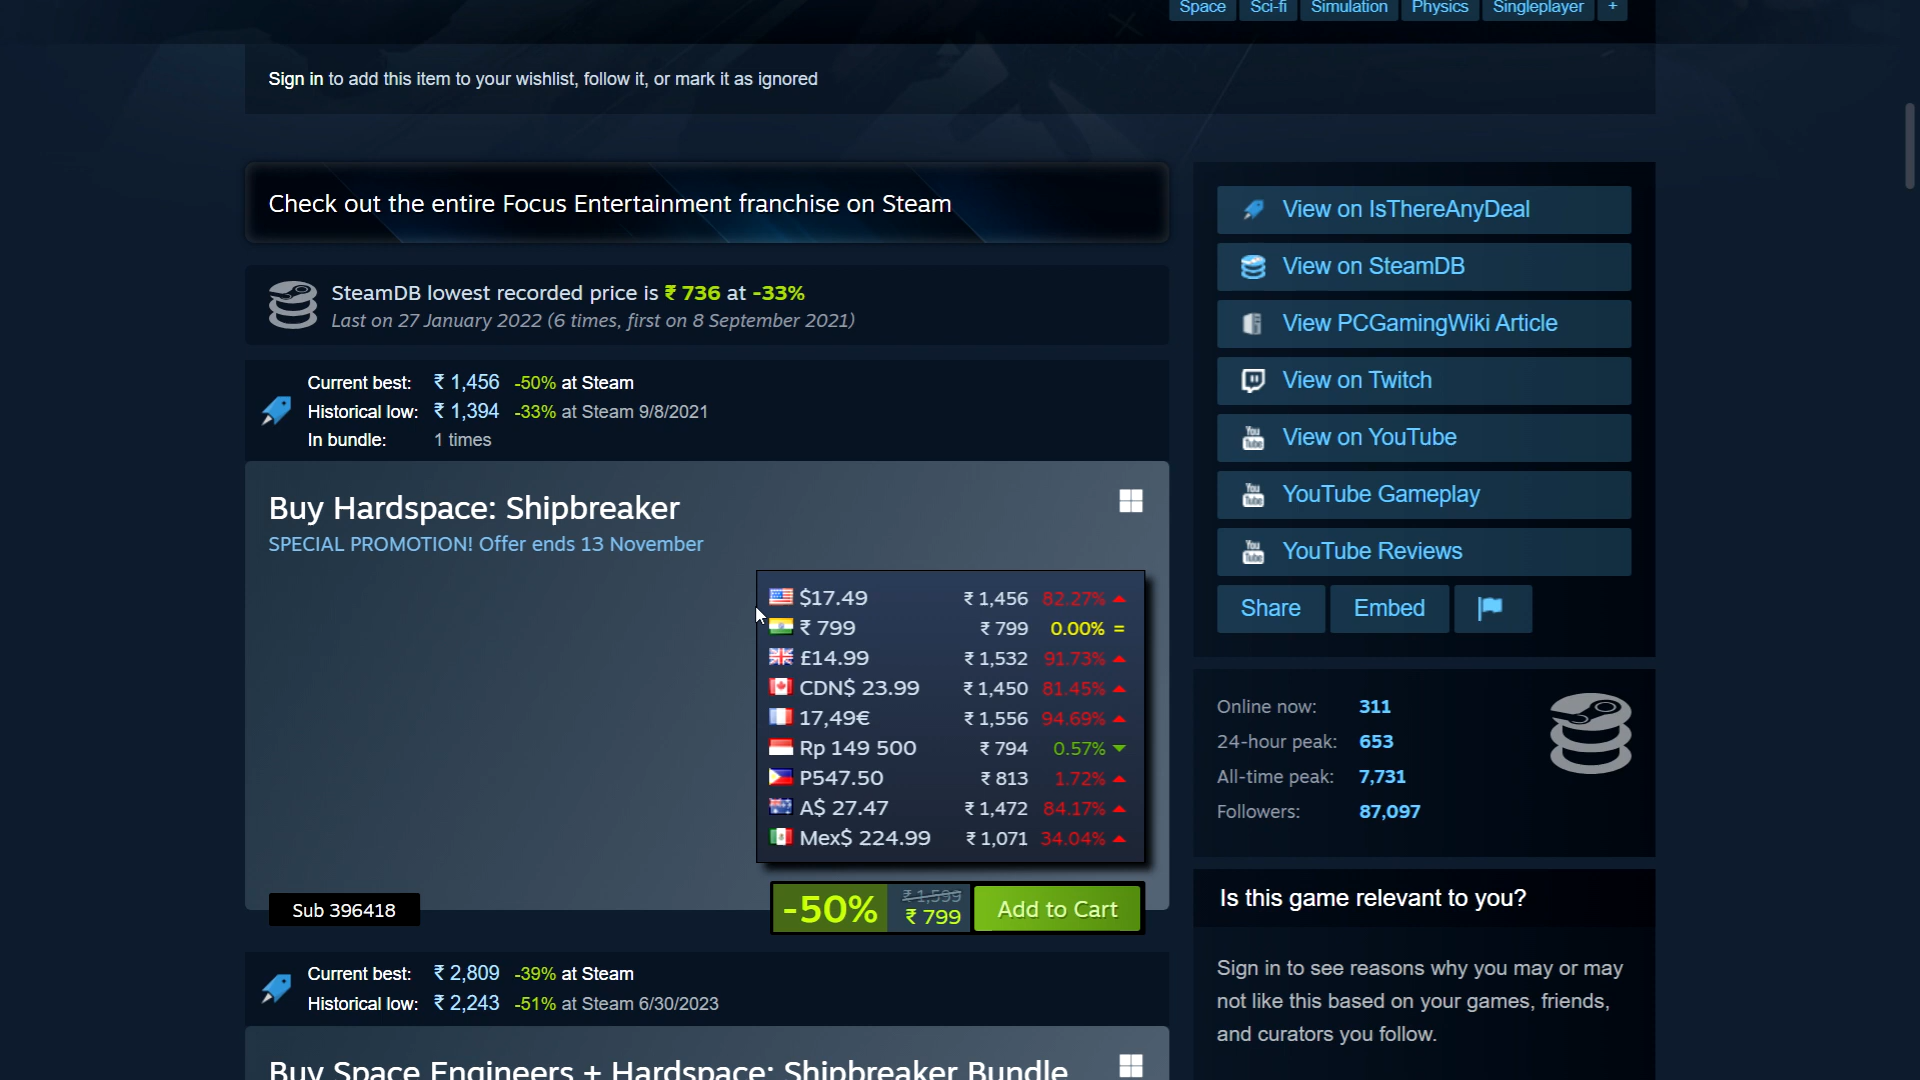 Space Sci-fi Simulation Physics Singleplayer +
Sign in to add this item to your wishlist, follow it, or mark it as ignored
Check out the entire Focus Entertainment franchise on Steam
SteamDB lowest recorded price is ₹ 736 at -33%
Last on 27 January 2022 (6 times, first on 8 September 2021)
Current best: ₹ 1,456 -50% at Steam
Historical low: ₹ 1,394 -33% at Steam 9/8/2021
In bundle: 1 times
Buy Hardspace: Shipbreaker
SPECIAL PROMOTION! Offer ends 13 November
$17.49 ₹ 1,456 82.27%
₹ 799 ₹ 799 0.00% =
£14.99 ₹ 1,532 91.73%
CDN$ 23.99 ₹ 1,450 81.45%
17,49€ ₹ 1,556 94.69%
Rp 149 500 ₹ 794 0.57%
P547.50 ₹ 813 1.72%
A$ 27.47 ₹ 1,472 84.17%
Mex$ 224.99 ₹ 1,071 34.04%
Sub 396418
-50% ₹ 1,599
₹ 799
Add to Cart
Current best: ₹ 2,809 -39% at Steam
Historical low: ₹ 2,243 -51% at Steam 6/30/2023
Buy Space Engineers + Hardspace: Shipbreaker Bundle
View on IsThereAnyDeal
View on SteamDB
View PCGamingWiki Article
View on Twitch
You Tube View on YouTube
You Tube YouTube Gameplay
You Tube YouTube Reviews
Share Embed
Online now: 311
24-hour peak: 653
All-time peak: 7,731
Followers: 87,097
Is this game relevant to you?
Sign in to see reasons why you may or may
not like this based on your games, friends,
and curators you follow.